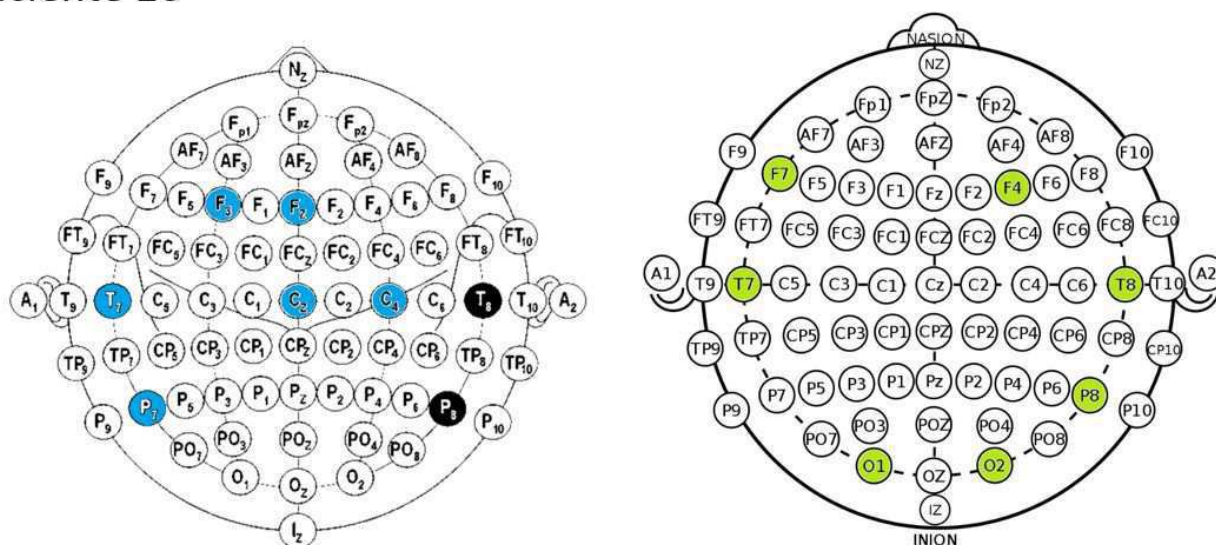 Nz
Fp1 Fpz Fp2
AF7 AF3 AFz AF4 AF8
F9 F7 F5 F3 F1 Fz F2 F4 F6 F8 F10
FT9 FT7 FC5 FC3 FC1 FCz FC2 FC4 FC6 FT8 FT10
A1 T9 T7 C5 C3 C1 Cz C2 C4 C6 T8 T10 A2
TP9 TP7 CP5 CP3 CP1 CPz CP2 CP4 CP6 TP8 TP10
P9 P7 P5 P3 P1 Pz P2 P4 P6 P8 P10
PO7 PO3 POz PO4 PO8
O1 Oz O2
Iz
NASION
NZ
Fp1 FpZ Fp2
AF7 AF3 AFZ AF4 AF8
F9 F7 F5 F3 F1 Fz F2 F4 F6 F8 F10
FT9 FT7 FC5 FC3 FC1 FCZ FC2 FC4 FC6 FC8 FC10
A1 T9 T7 C5 C3 C1 Cz C2 C4 C6 T8 T10 A2
TP9 TP7 CP5 CP3 CP1 CPZ CP2 CP4 CP6 CP8 CP10
P9 P7 P5 P3 P1 Pz P2 P4 P6 P8 P10
PO7 PO3 POZ PO4 PO8
O1 OZ O2
IZ
INION